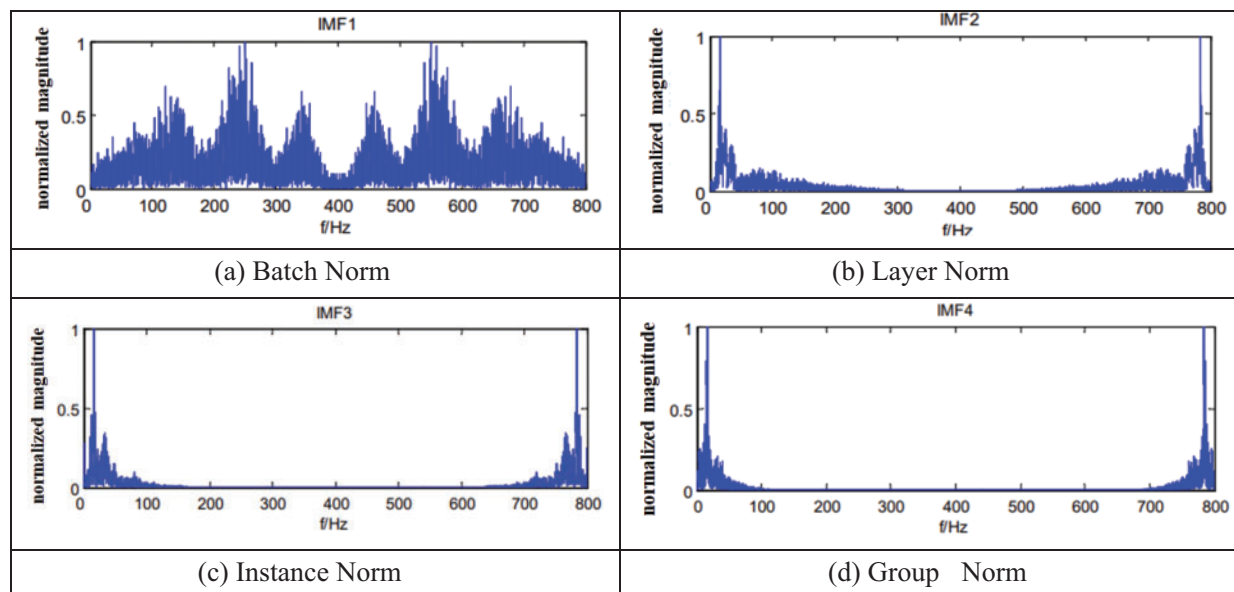 IMF1
normalized magnitude
1
0.5
0
0 100 200 300 400 500 600 700 800
f/Hz
(a) Batch Norm
IMF2
normalized magnitude
1
0.5
0
0 100 200 300 400 500 600 700 800
f/Hz
(b) Layer Norm
IMF3
normalized magnitude
1
0.5
0
0 100 200 300 400 500 600 700 800
f/Hz
(c) Instance Norm
IMF4
normalized magnitude
1
0.5
0
0 100 200 300 400 500 600 700 800
f/Hz
(d) Group Norm